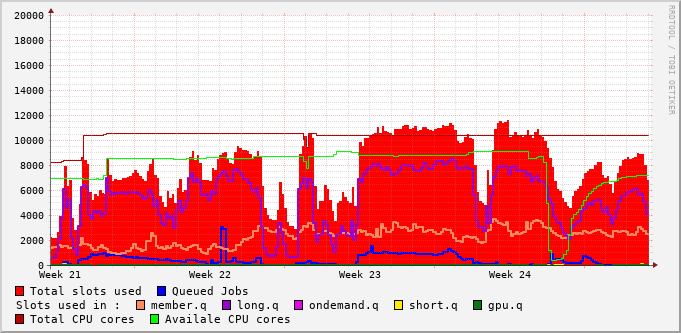 20000
18000
16000
14000
12000
10000
8000
6000
4000
2000
0
Week 21 Week 22 Week 23 Week 24
RRDTOOL / TOBI OETIKER
Total slots used Queued Jobs
Slots used in : member.q long.q ondemand.q short.q gpu.q
Total CPU cores Availale CPU cores